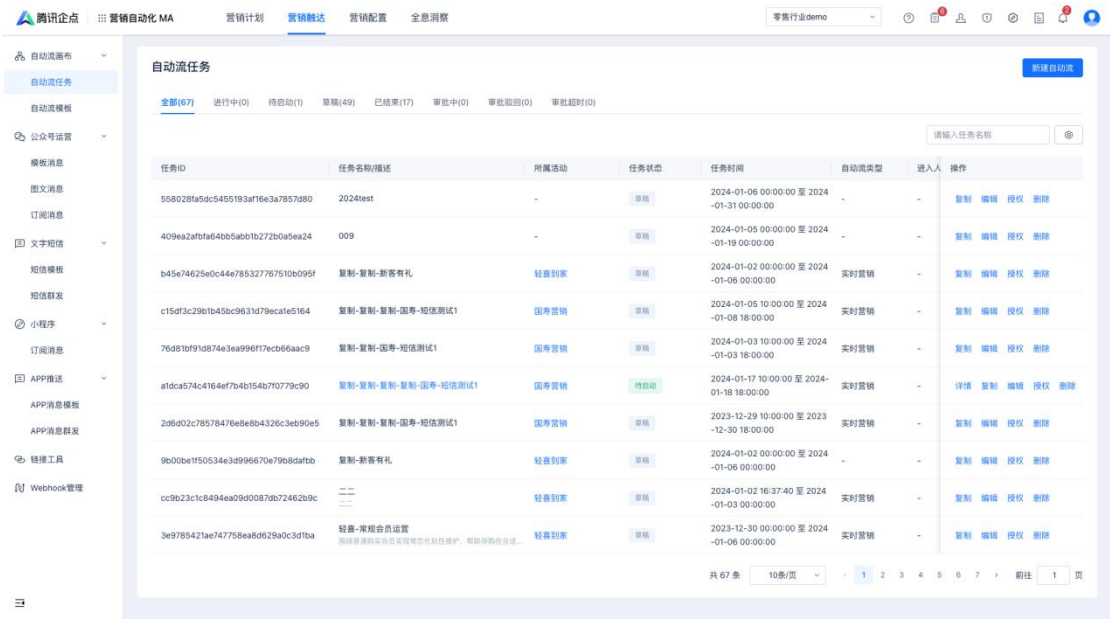 腾讯企点 营销自动化 MA 营销计划 营销触达 营销配置 全息洞察 零售行业demo 6 2
自动流画布
自动流任务
自动流模板
公众号运营
模板消息
图文消息
订阅消息
文字短信
短信模板
短信群发
小程序
订阅消息
APP推送
APP消息模板
APP消息群发
链接工具
Webhook管理
自动流任务 新建自动流
全部(67) 进行中(0) 待启动(1) 草稿(49) 已结束(17) 审批中(0) 审批驳回(0) 审批超时(0)
请输入任务名称
任务ID 任务名称/描述 所属活动 任务状态 任务时间 自动流类型 进入人 操作
558028fa5dc5455193af16e3a7857d80 2024test - 草稿 2024-01-06 00:00:00 至 2024
-01-31 00:00:00 - - 复制 编辑 授权 删除
409ea2afbfa64bb5abb1b272b0a5ea24 009 - 草稿 2024-01-05 00:00:00 至 2024
-01-19 00:00:00 - - 复制 编辑 授权 删除
b45e74625e0c44e785327767510b095f 复制-复制-新客有礼 轻喜到家 草稿 2024-01-02 00:00:00 至 2024
-01-06 00:00:00 实时营销 - 复制 编辑 授权 删除
c15df3c29b1b45bc9631d79eca1e5164 复制-复制-复制-国寿-短信测试1 国寿营销 草稿 2024-01-05 10:00:00 至 2024
-01-08 18:00:00 实时营销 - 复制 编辑 授权 删除
76d81bf91d874e3ea996f17ecb66aac9 复制-复制-国寿-短信测试1 国寿营销 草稿 2024-01-03 10:00:00 至 2024
-01-03 18:00:00 实时营销 - 复制 编辑 授权 删除
a1dca574c4164ef7b4b154b7f0779c90 复制-复制-复制-复制-国寿-短信测试1 国寿营销 待启动 2024-01-17 10:00:00 至 2024-
01-18 18:00:00 实时营销 - 详情 复制 编辑 授权 删除
2d6d02c78578476e8e8b4326c3eb90e5 复制-复制-复制-国寿-短信测试1 国寿营销 草稿 2023-12-29 10:00:00 至 2023
-12-30 18:00:00 实时营销 - 复制 编辑 授权 删除
9b00be1f50534e3d996670e79b8dafbb 复制-新客有礼 轻喜到家 草稿 2024-01-02 00:00:00 至 2024
-01-06 00:00:00 - - 复制 编辑 授权 删除
cc9b23c1c8494ea09d0087db72462b9c 二二 轻喜到家 草稿 2024-01-02 16:37:40 至 2024
二二 -01-03 00:00:00 实时营销 - 复制 编辑 授权 删除
3e9785421ae747758ea8d629a0c3d1ba 轻喜-常规会员运营 轻喜到家 草稿 2023-12-30 00:00:00 至 2024
围绕普通购买会员实现常态化粘性维护，帮助导购在合适... -01-06 00:00:00 实时营销 - 复制 编辑 授权 删除
共 67 条 10条/页 1 2 3 4 5 6 7 前往 1 页